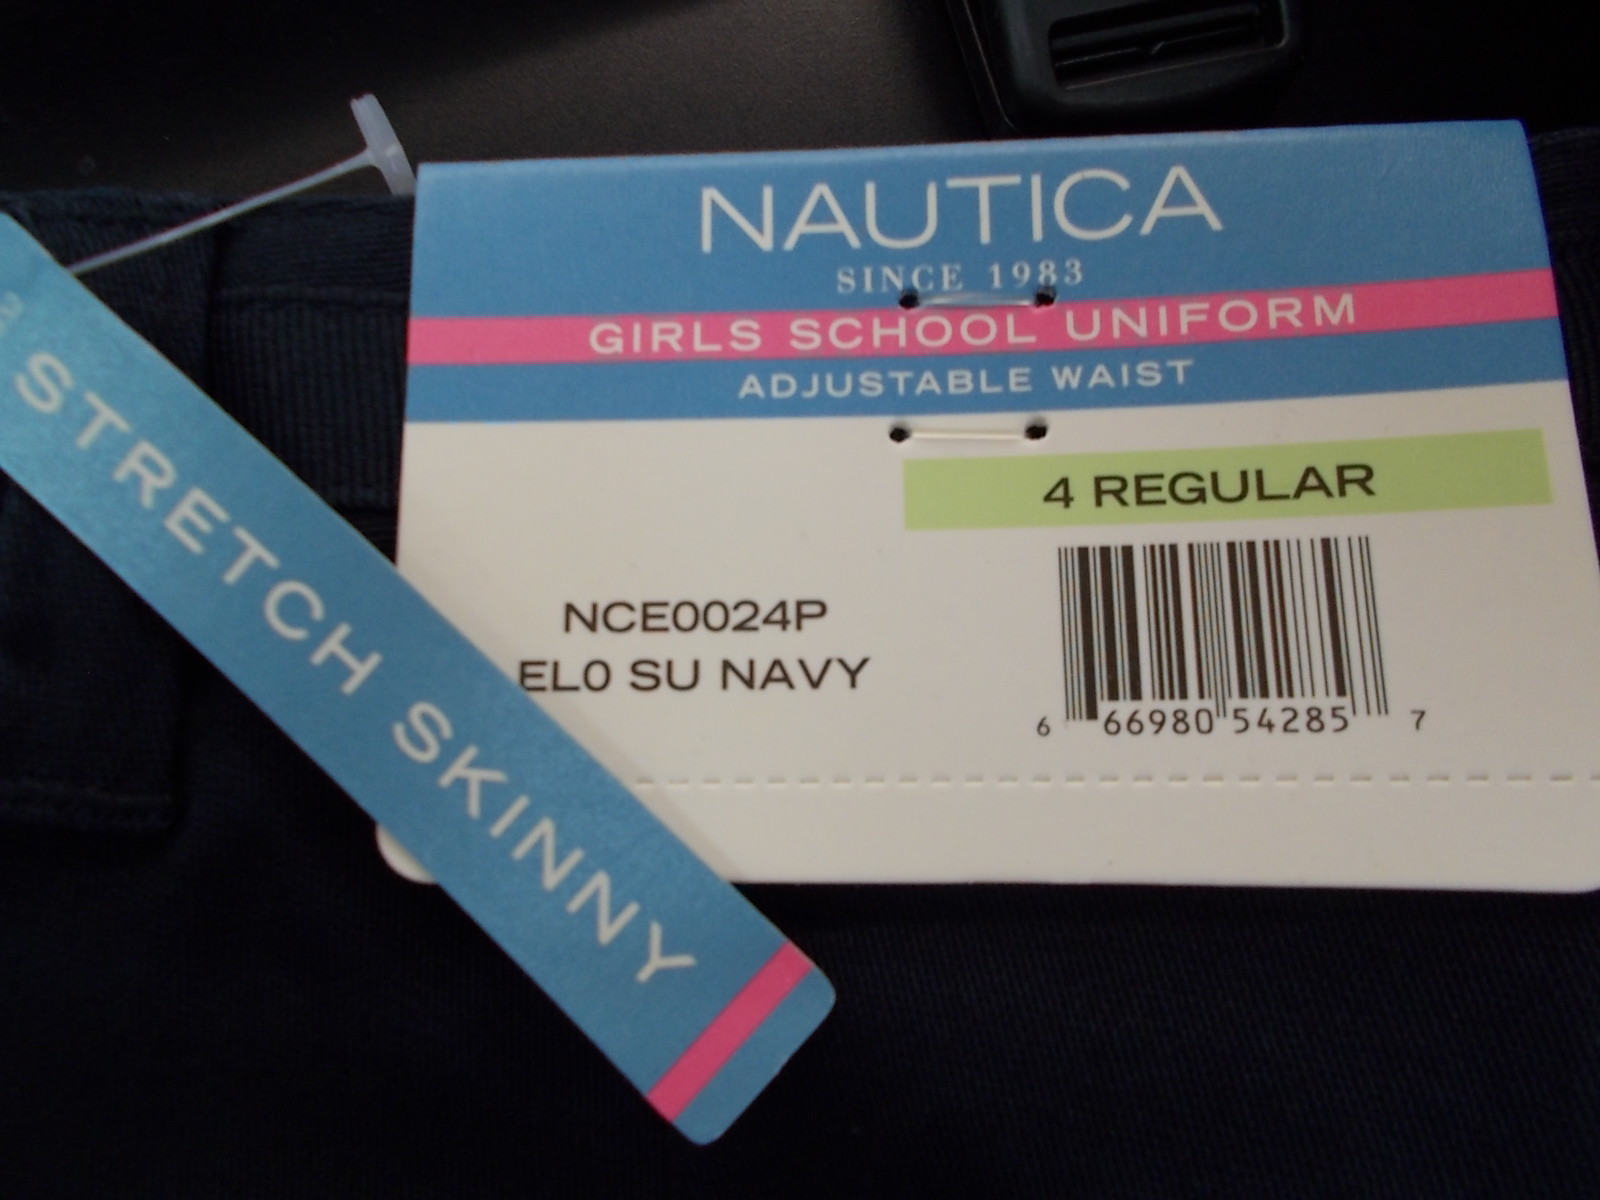 NAUTICA
SINCE 1983
GIRLS SCHOOL UNIFORM
ADJUSTABLE WAIST
4 REGULAR
NCE0024P
EL0 SU NAVY
6 66980 54285 7
STRETCH SKINNY